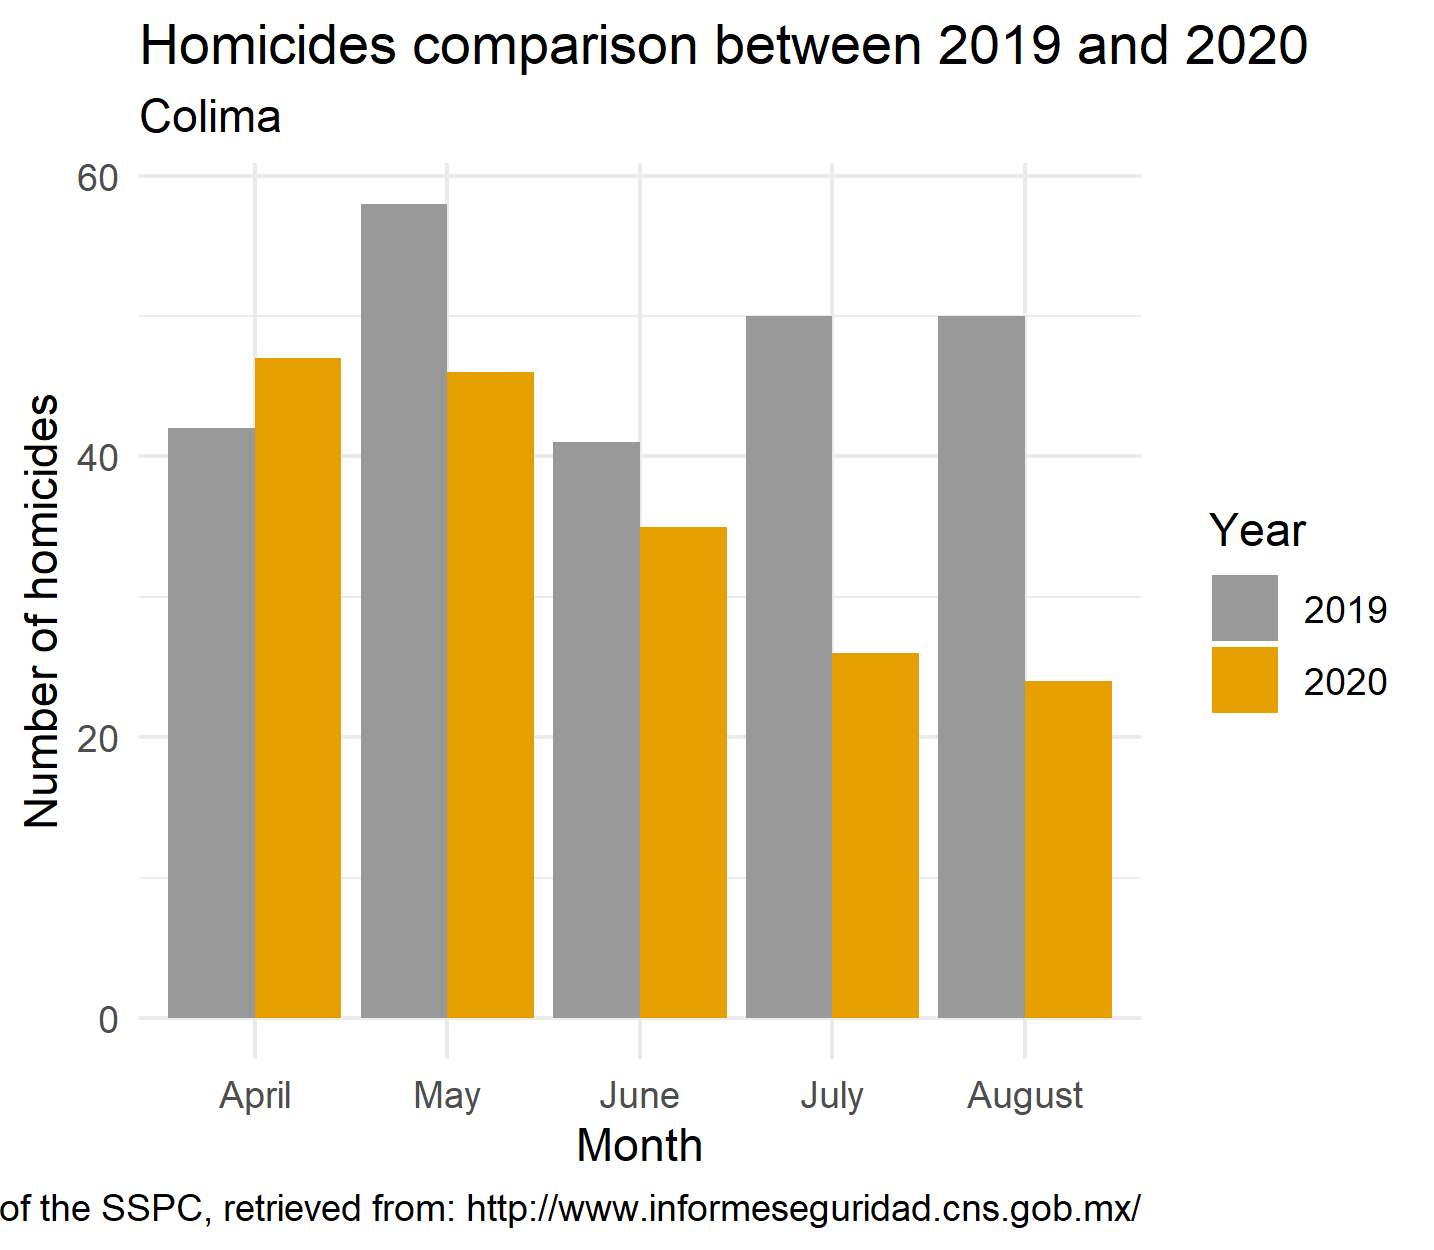 Homicides comparison between 2019 and 2020
Colima
60
40
20
0
Number of homicides
April May June July August
Month
Year
2019
2020
of the SSPC, retrieved from: http://www.informeseguridad.cns.gob.mx/